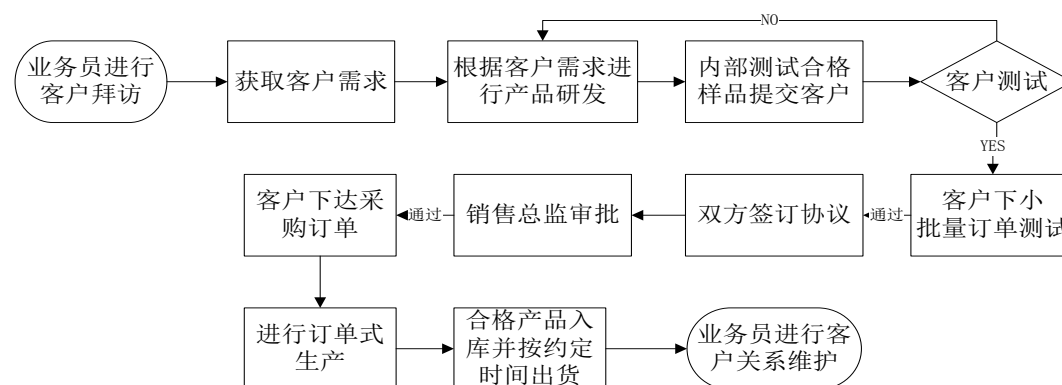 NO
业务员进行
客户拜访
获取客户需求
根据客户需求进
行产品研发
内部测试合格
样品提交客户
客户测试
YES
客户下小
批量订单测试
通过
双方签订协议
销售总监审批
通过
客户下达采
购订单
进行订单式
生产
合格产品入
库并按约定
时间出货
业务员进行客
户关系维护